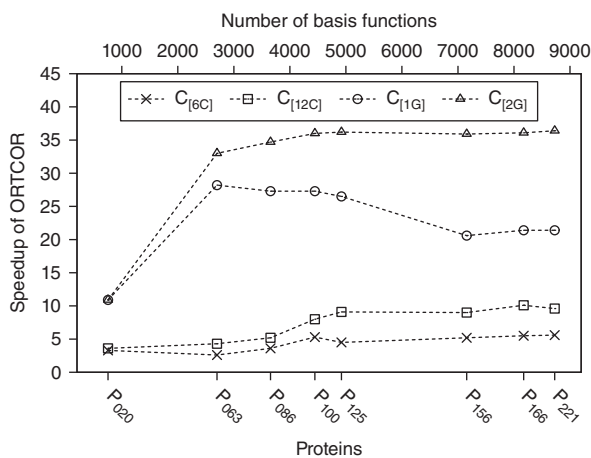 Number of basis functions
1000 2000 3000 4000 5000 6000 7000 8000 9000
C[6C] C[12C] C[1G] C[2G]
Speedup of ORTCOR
45
40
35
30
25
20
15
10
5
0
P020 P063 P086 P100 P125 P156 P166 P221
Proteins